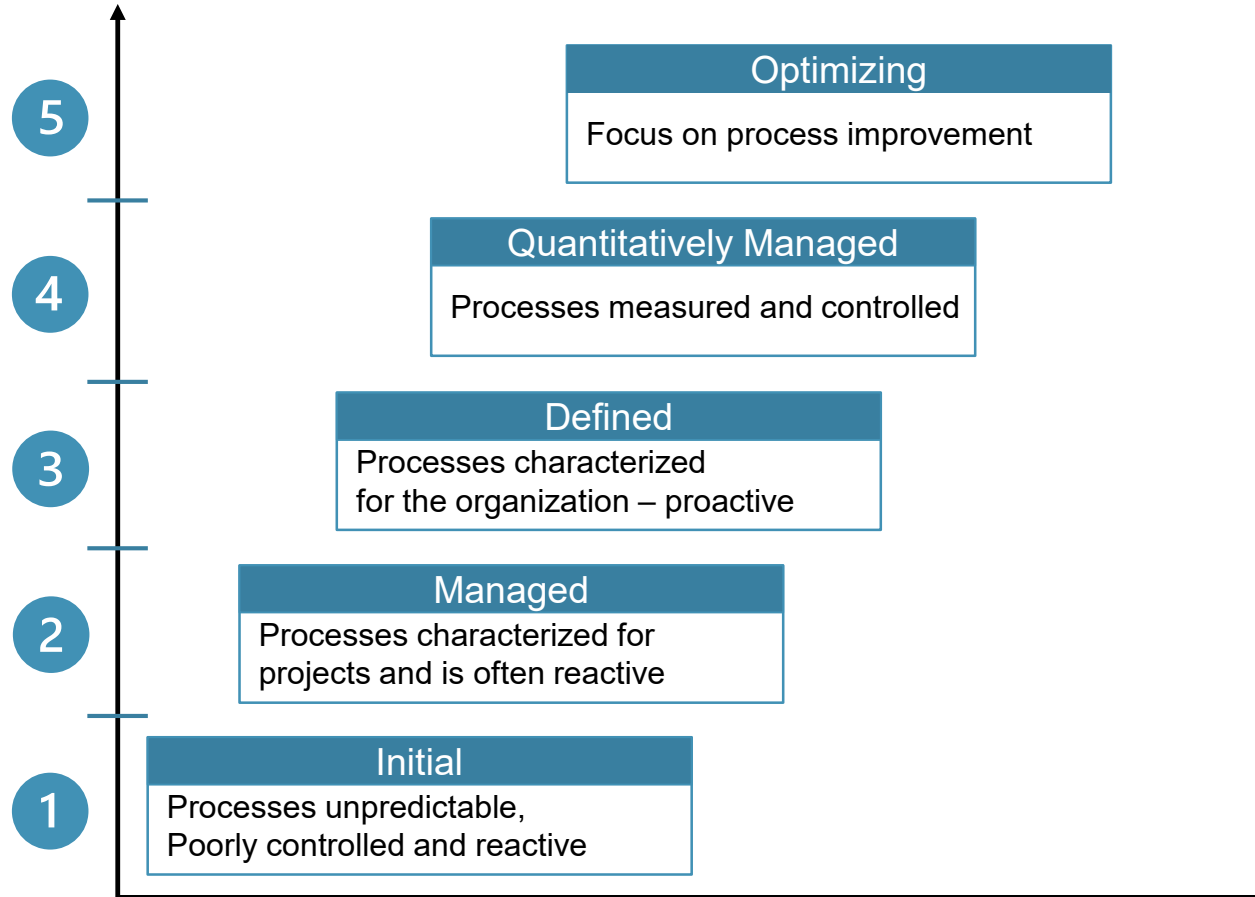 5
Optimizing
Focus on process improvement
4
Quantitatively Managed
Processes measured and controlled
3
Defined
Processes characterized
for the organization – proactive
2
Managed
Processes characterized for
projects and is often reactive
1
Initial
Processes unpredictable,
Poorly controlled and reactive